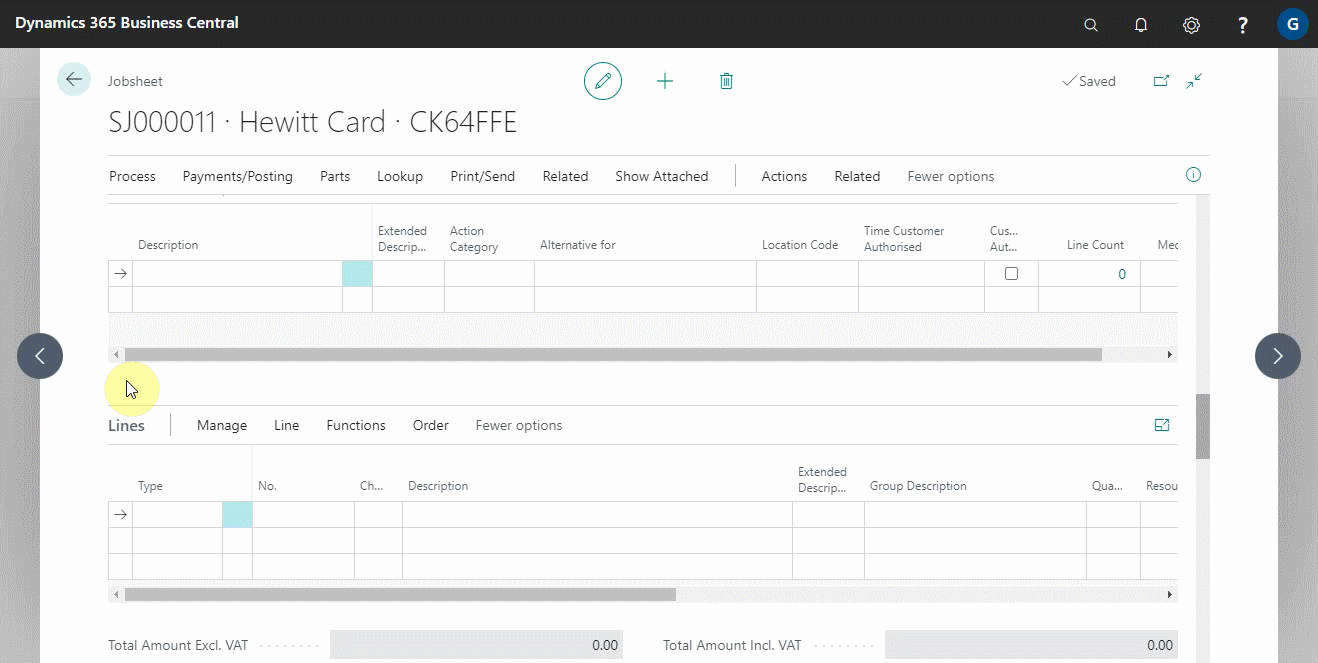 Dynamics 365 Business Central
?
G
Jobsheet
Saved
SJ000011 · Hewitt Card · CK64FFE
Process Payments/Posting Parts Lookup Print/Send Related Show Attached Actions Related Fewer options
Description Extended Descrip... Action Category Alternative for Location Code Time Customer Authorised Cus... Aut... Line Count Mec
0
Lines Manage Line Functions Order Fewer options
Type No. Ch... Description Extended Descrip... Group Description Qua... Resou
Total Amount Excl. VAT 0.00 Total Amount Incl. VAT 0.00